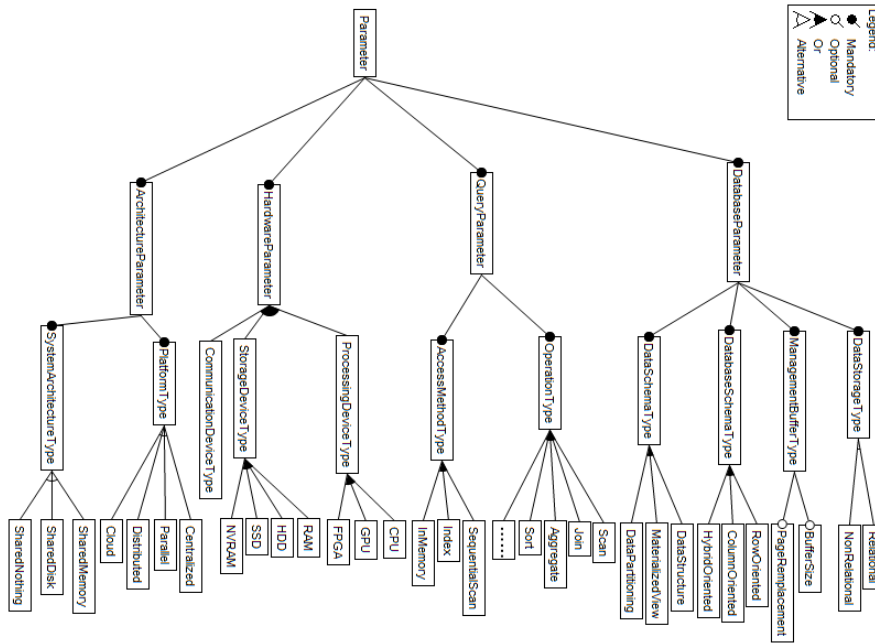 Legend:
Mandatory
Optional
Or
Alternative
Parameter
ArchitectureParameter
HardwareParameter
QueryParameter
DatabaseParameter
SystemArchitectureType
PlatformType
CommunicationDeviceType
StorageDeviceType
ProcessingDeviceType
AccessMethodType
OperationType
DataSchemaType
DatabaseSchemaType
ManagementBufferType
DataStorageType
SharedNothing
SharedDisk
SharedMemory
Cloud
Distributed
Parallel
Centralized
NVRAM
SSD
HDD
RAM
FPGA
GPU
CPU
InMemory
Index
SequentialScan
.......
Sort
Aggregate
Join
Scan
DataPartitioning
MaterializedView
DataStructure
HybridOriented
ColumnOriented
RowOriented
PageRemplacement
BufferSize
NonRelational
Relational